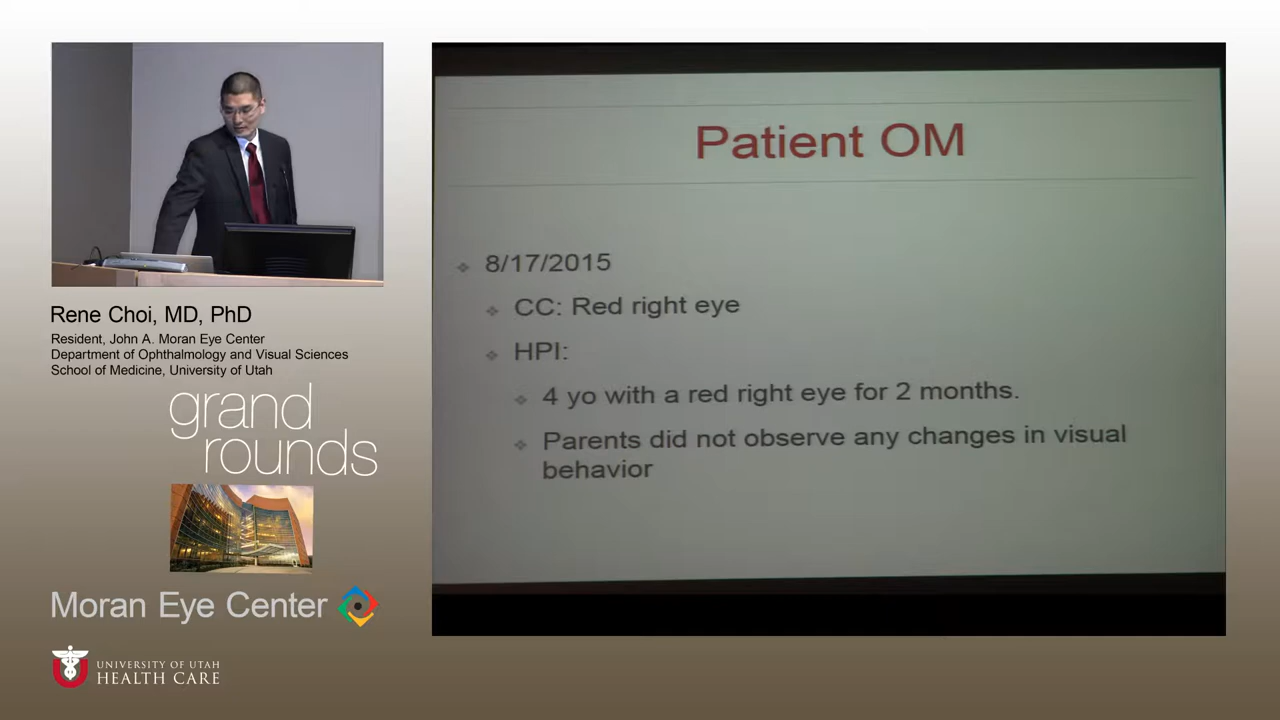 Patient OM
8/17/2015
CC: Red right eye
HPI:
4 yo with a red right eye for 2 months.
Parents did not observe any changes in visual
behavior
Rene Choi, MD, PhD
Resident, John A. Moran Eye Center
Department of Ophthalmology and Visual Sciences
School of Medicine, University of Utah
grand
rounds
Moran Eye Center
UNIVERSITY OF UTAH
HEALTH CARE